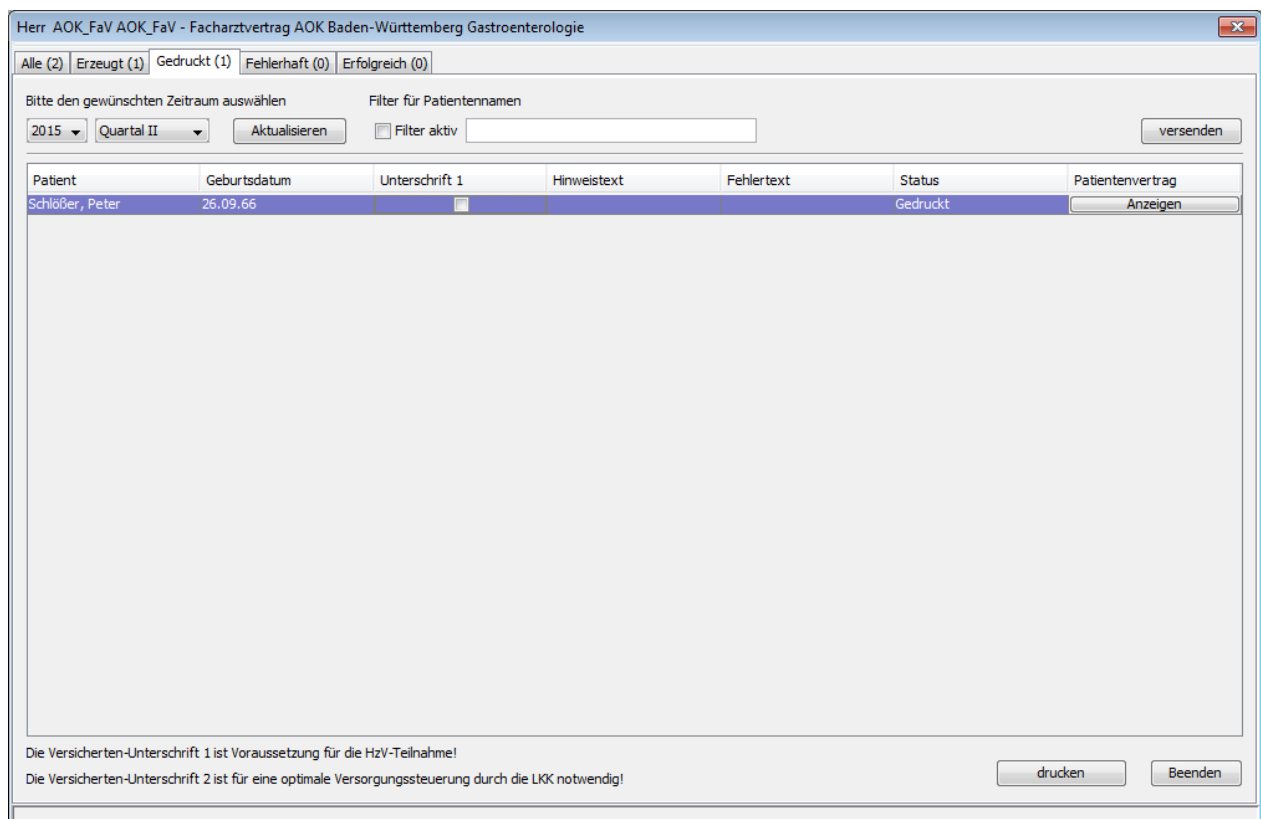 Herr AOK_FaV AOK_FaV - Facharztvertrag AOK Baden-Württemberg Gastroenterologie
Alle (2) Erzeugt (1) Gedruckt (1) Fehlerhaft (0) Erfolgreich (0)
Bitte den gewünschten Zeitraum auswählen Filter für Patientennamen
2015 Quartal II Aktualisieren Filter aktiv versenden
Patient Geburtsdatum Unterschrift 1 Hinweistext Fehlertext Status Patientenvertrag
Schlößer, Peter 26.09.66 Gedruckt Anzeigen
Die Versicherten-Unterschrift 1 ist Voraussetzung für die HzV-Teilnahme!
Die Versicherten-Unterschrift 2 ist für eine optimale Versorgungssteuerung durch die LKK notwendig!
drucken Beenden